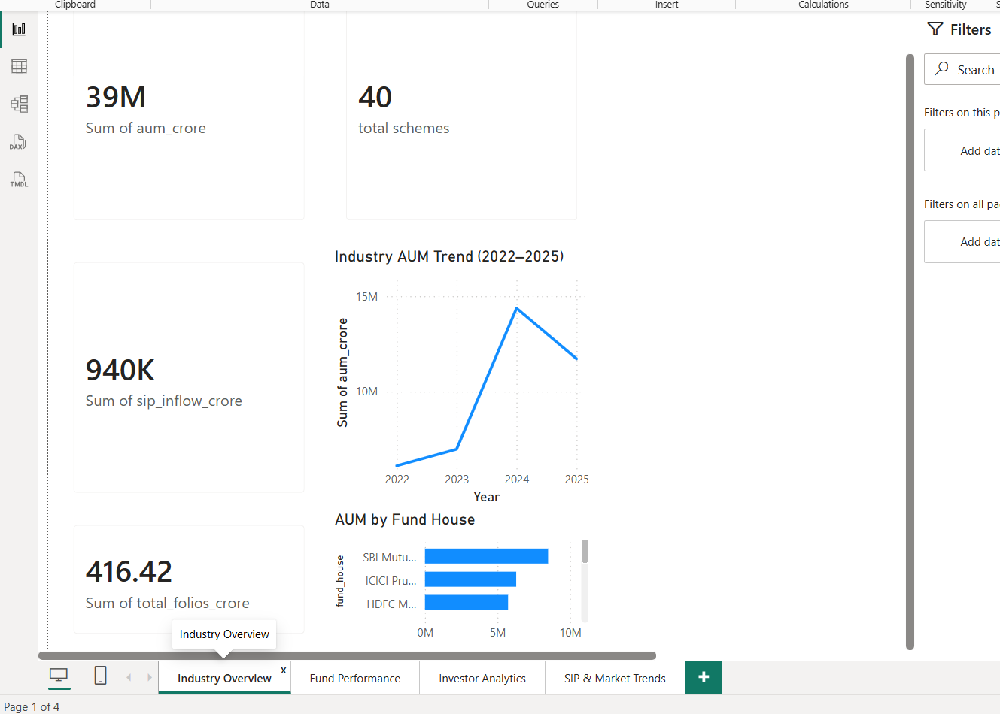 Clipboard
Data
Queries
Insert
Calculations
Sensitivity
S
DAX
TMDL
39M
Sum of aum_crore
40
total schemes
940K
Sum of sip_inflow_crore
416.42
Sum of total_folios_crore
Industry AUM Trend (2022–2025)
Sum of aum_crore
15M
10M
2022 2023 2024 2025
Year
AUM by Fund House
fund_house
SBI Mutu...
ICICI Pru...
HDFC M...
0M 5M 10M
Filters
Search
Filters on this p
Add dat
Filters on all pa
Add dat
Industry Overview
Industry Overview
x
Fund Performance
Investor Analytics
SIP & Market Trends
+
Page 1 of 4